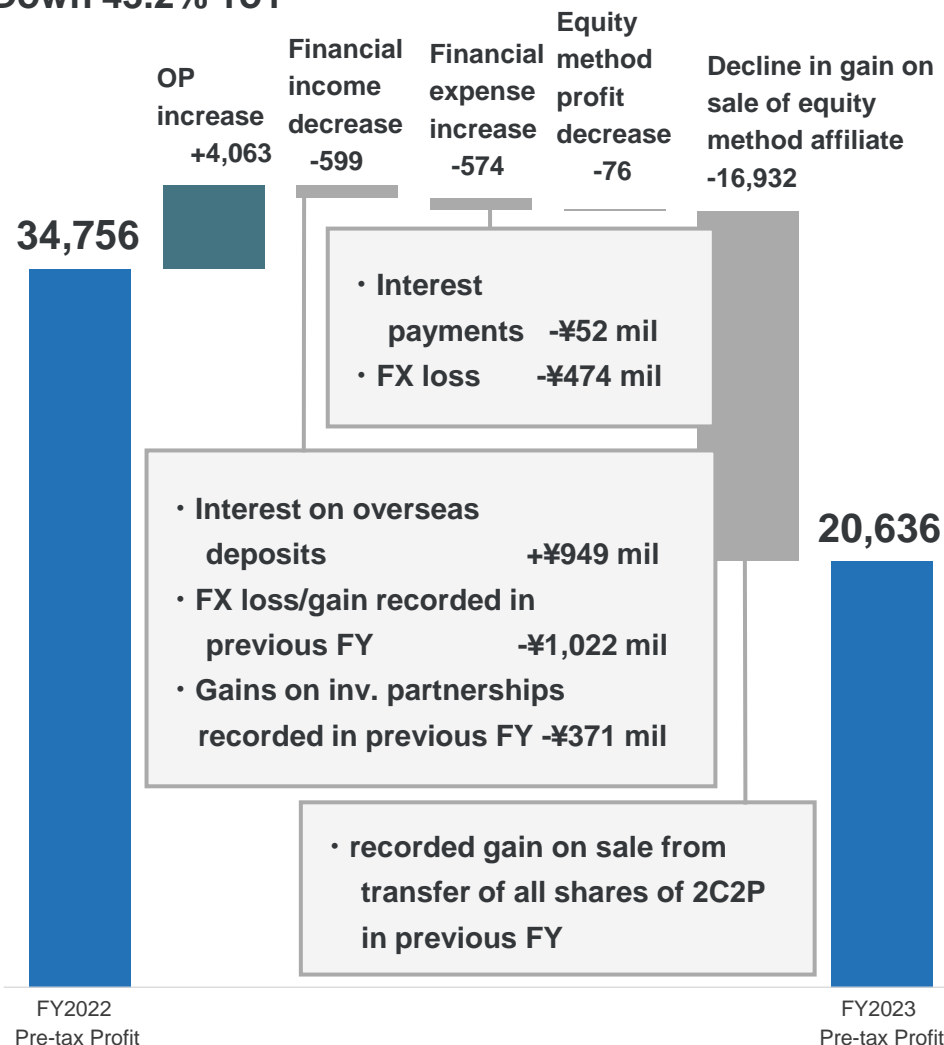 Down YoY
OP
increase
+4,063
Financial
income
decrease
-599
Financial
expense
increase
-574
Equity
method
profit
decrease
-76
Decline in gain on
sale of equity
method affiliate
-16,932
34,756
・Interest
payments -¥52 mil
・FX loss -¥474 mil
・Interest on overseas
deposits +¥949 mil
・FX loss/gain recorded in
previous FY -¥1,022 mil
・Gains on inv. partnerships
recorded in previous FY -¥371 mil
20,636
・recorded gain on sale from
transfer of all shares of 2C2P
in previous FY
FY2022
Pre-tax Profit
FY2023
Pre-tax Profit